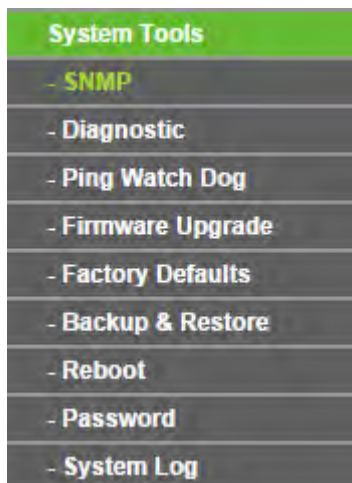 System Tools
- SNMP
- Diagnostic
- Ping Watch Dog
- Firmware Upgrade
- Factory Defaults
- Backup & Restore
- Reboot
- Password
- System Log